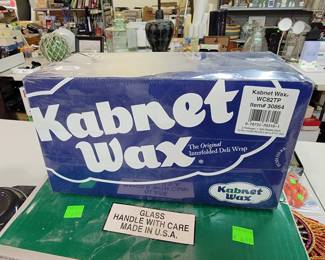 Kabnet Wax®
WC82TP
Item# 30864
Kabnet
Wax®
The Original
Interfolded Deli Wrap
Kabnet
Wax
GLASS
HANDLE WITH CARE
MADE IN U.S.A.